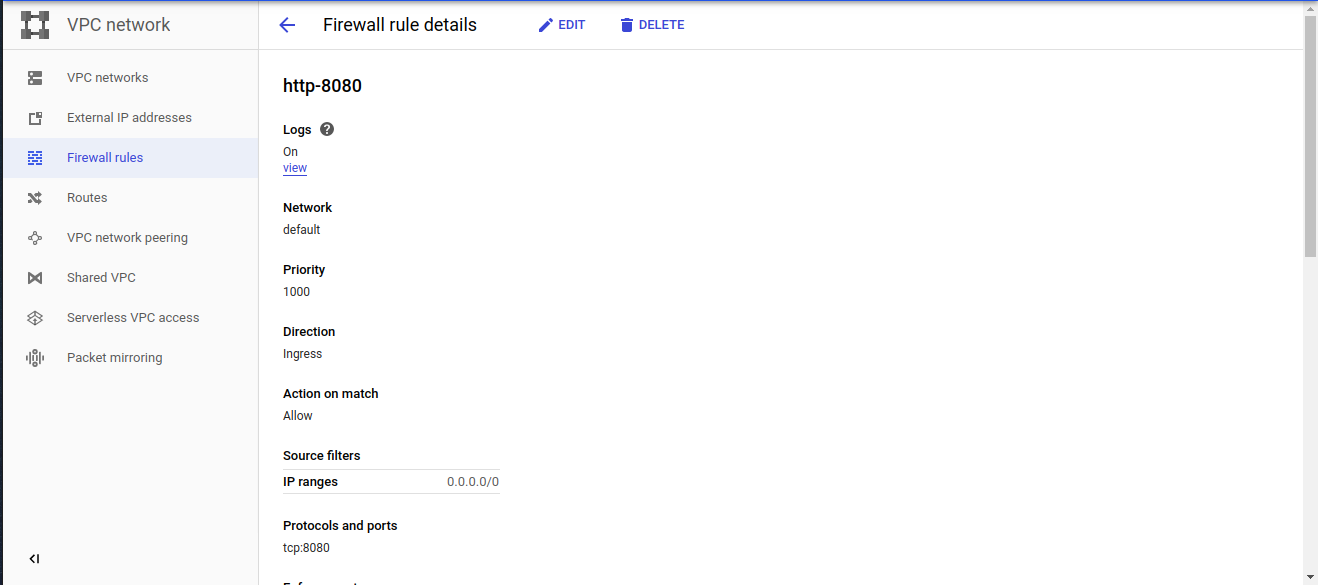 VPC network
Firewall rule details
EDIT
DELETE
VPC networks
External IP addresses
Firewall rules
Routes
VPC network peering
Shared VPC
Serverless VPC access
Packet mirroring
http-8080
Logs
On
view
Network
default
Priority
1000
Direction
Ingress
Action on match
Allow
Source filters
IP ranges 0.0.0.0/0
Protocols and ports
tcp:8080